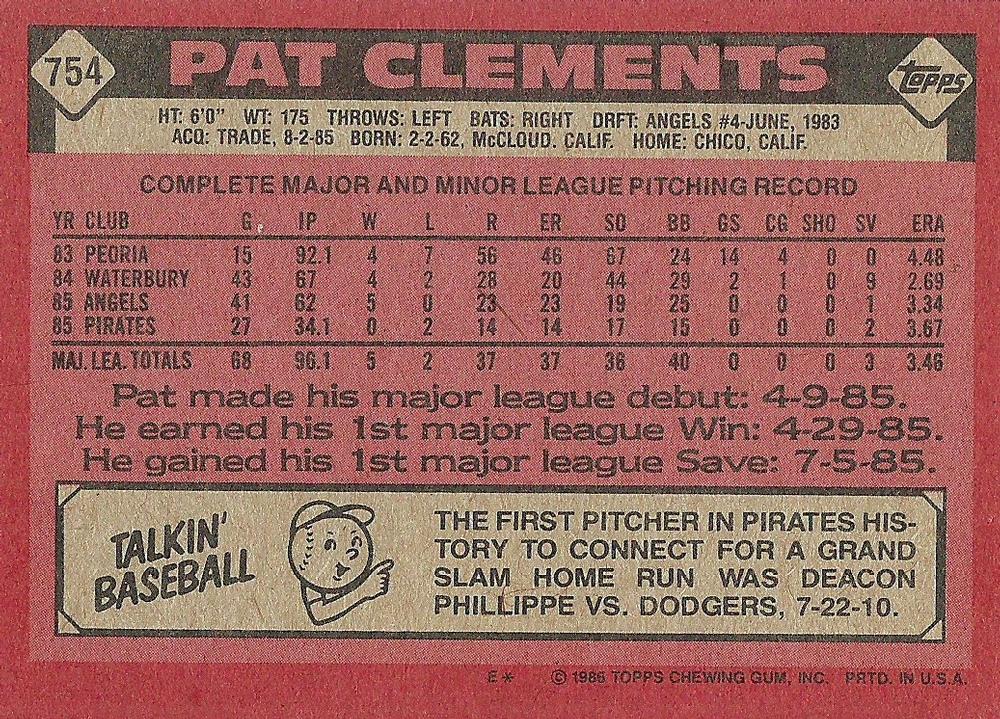 754 PAT CLEMENTS TOPPS
HT: 6'0" WT: 175 THROWS: LEFT BATS: RIGHT DRFT: ANGELS #4-JUNE, 1983
ACQ: TRADE, 8-2-85 BORN: 2-2-62, McCLOUD. CALIF. HOME: CHICO, CALIF.
COMPLETE MAJOR AND MINOR LEAGUE PITCHING RECORD
YR CLUB G IP W L R ER SO BB GS CG SHO SV ERA
83 PEORIA 15 92.1 4 7 56 46 67 24 14 4 0 0 4.48
84 WATERBURY 43 67 4 2 28 20 44 29 2 1 0 9 2.69
85 ANGELS 41 62 5 0 23 23 19 25 0 0 0 1 3.34
85 PIRATES 27 34.1 0 2 14 14 17 15 0 0 0 2 3.67
MAJ. LEA. TOTALS 68 96.1 5 2 37 37 36 40 0 0 0 3 3.46
Pat made his major league debut: 4-9-85.
He earned his 1st major league Win: 4-29-85.
He gained his 1st major league Save: 7-5-85.
TALKIN'
BASEBALL
THE FIRST PITCHER IN PIRATES HIS-
TORY TO CONNECT FOR A GRAND
SLAM HOME RUN WAS DEACON
PHILLIPPE VS. DODGERS, 7-22-10.
E* © 1986 TOPPS CHEWING GUM, INC. PRTD. IN U.S.A.